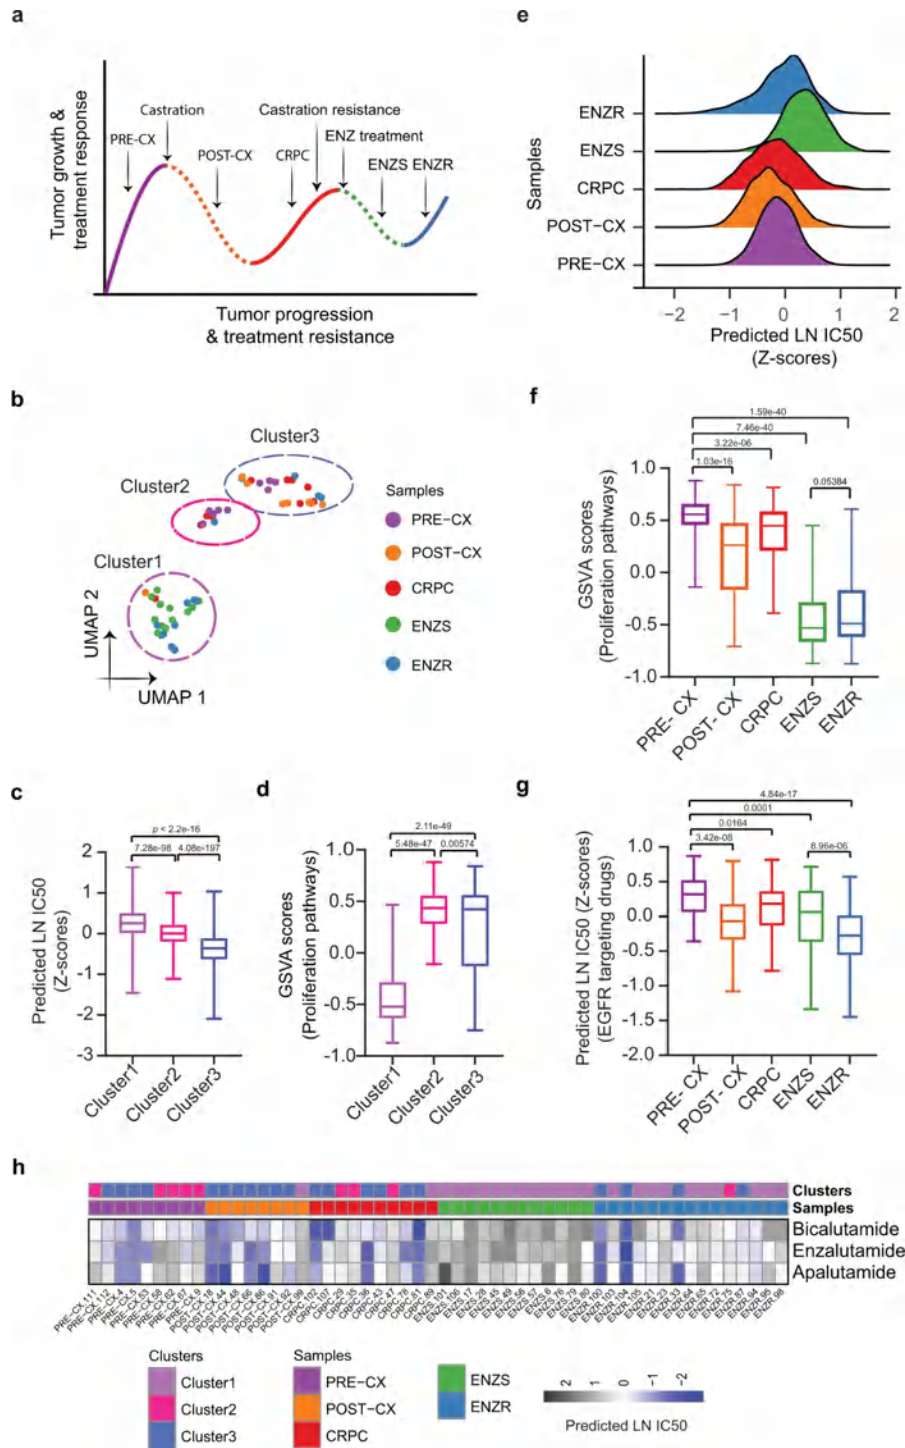 a
Tumor growth &
treatment response
PRE-CX
Castration
POST-CX
CRPC
Castration resistance
ENZ treatment
ENZS
ENZR
Tumor progression
& treatment resistance
e
Samples
ENZR
ENZS
CRPC
POST-CX
PRE-CX
-2 -1 0 1 2
Predicted LN IC50
(Z-scores)
b
Cluster3
Cluster2
Cluster1
UMAP 2
UMAP 1
Samples
PRE-CX
POST-CX
CRPC
ENZS
ENZR
f
GSVA scores
(Proliferation pathways)
1.59e-40
7.46e-40
3.22e-06
1.03e-16
0.05384
1.0
0.5
0.0
-0.5
-1.0
PRE- CX
POST- CX
CRPC
ENZS
ENZR
c
Predicted LN IC50
(Z-scores)
p < 2.2e-16
7.28e-98
4.08e>197
2
1
0
-1
-2
-3
Cluster1
Cluster2
Cluster3
d
GSVA scores
(Proliferation pathways)
2.11e-49
5.48e-47
0.00574
1.0
0.5
0.0
-0.5
-1.0
Cluster1
Cluster2
Cluster3
g
Predicted LN IC50 (Z-scores)
(EGFR targeting drugs)
4.84e-17
0.0001
0.0164
3.42e-08
8.96e-06
1.0
0.5
0.0
-0.5
-1.0
-1.5
-2.0
PRE- CX
POST- CX
CRPC
ENZS
ENZR
h
Clusters
Samples
Bicalutamide
Enzalutamide
Apalutamide
Clusters
Cluster1
Cluster2
Cluster3
Samples
PRE-CX
POST-CX
CRPC
ENZS
ENZR
2 1 0 -1 -2
Predicted LN IC50